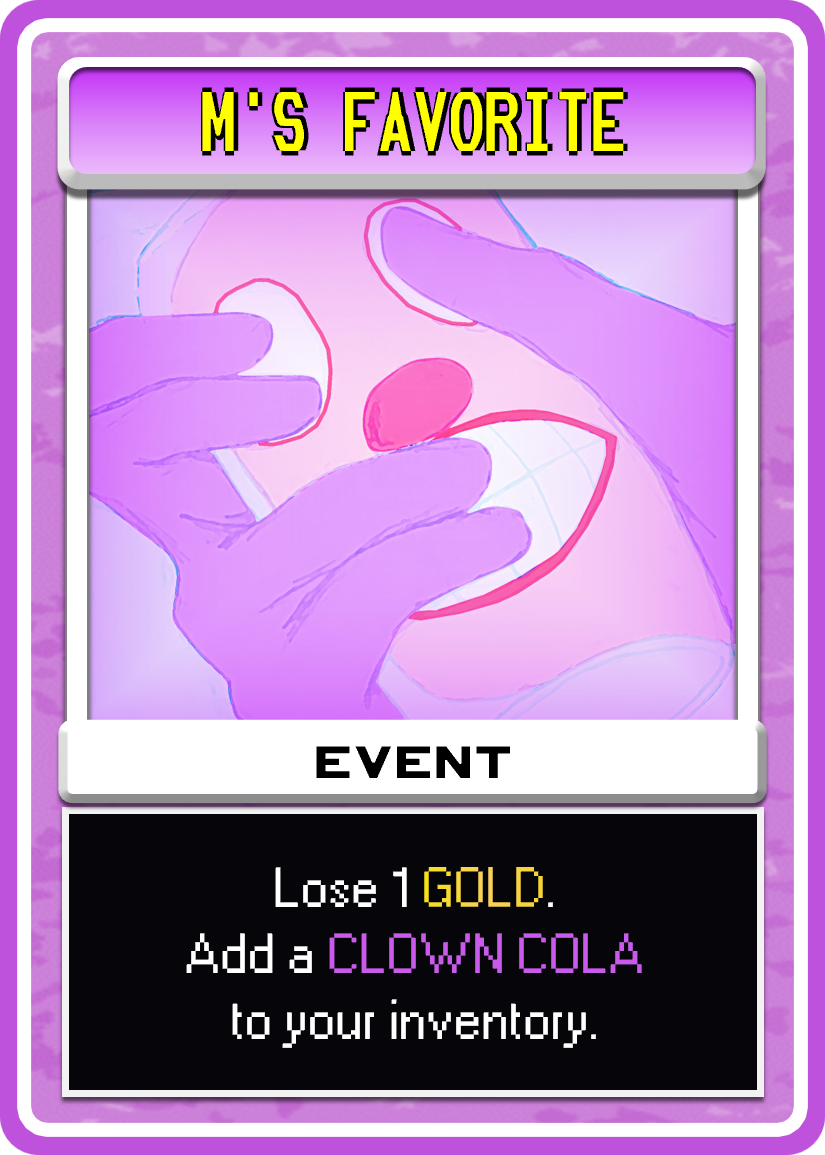 M'S FAVORITE
EVENT
Lose 1 GOLD.
Add a CLOWN COLA
to your inventory.